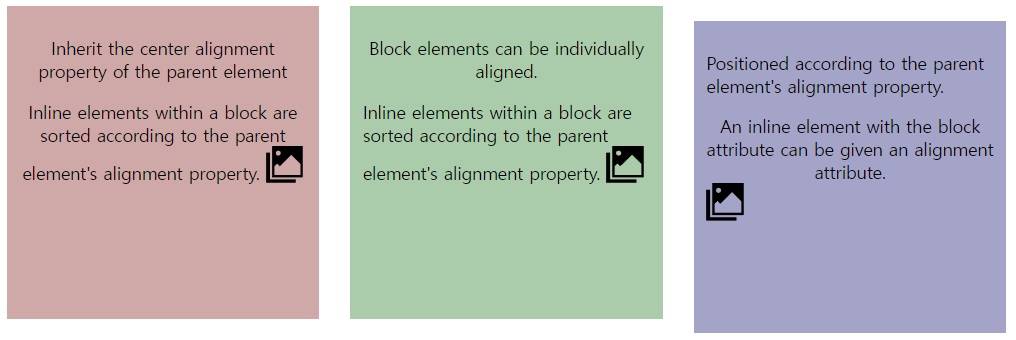 Inherit the center alignment
property of the parent element
Inline elements within a block are
sorted according to the parent
element's alignment property.
Block elements can be individually
aligned.
Inline elements within a block are
sorted according to the parent
element's alignment property.
Positioned according to the parent
element's alignment property.
An inline element with the block
attribute can be given an alignment
attribute.